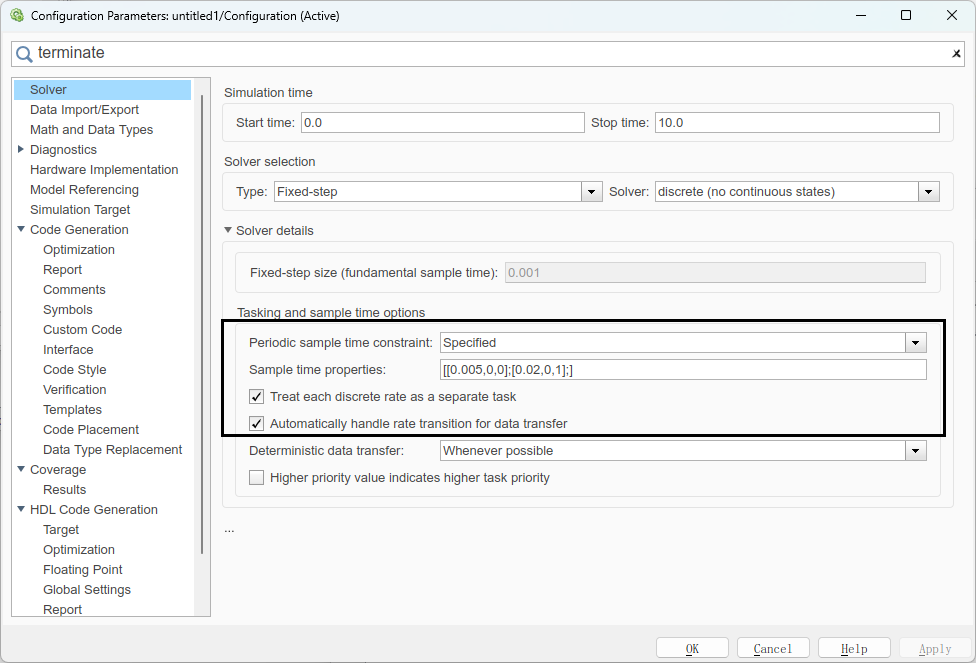 Configuration Parameters: untitled1/Configuration (Active)
terminate
Solver
Data Import/Export
Math and Data Types
Diagnostics
Hardware Implementation
Model Referencing
Simulation Target
Code Generation
Optimization
Report
Comments
Symbols
Custom Code
Interface
Code Style
Verification
Templates
Code Placement
Data Type Replacement
Coverage
Results
HDL Code Generation
Target
Optimization
Floating Point
Global Settings
Report
Simulation time
Start time: 0.0 Stop time: 10.0
Solver selection
Type: Fixed-step Solver: discrete (no continuous states)
Solver details
Fixed-step size (fundamental sample time): 0.001
Tasking and sample time options
Periodic sample time constraint: Specified
Sample time properties: [[0.005,0,0];[0.02,0,1];]
Treat each discrete rate as a separate task
Automatically handle rate transition for data transfer
Deterministic data transfer: Whenever possible
Higher priority value indicates higher task priority
...
OK Cancel Help Apply